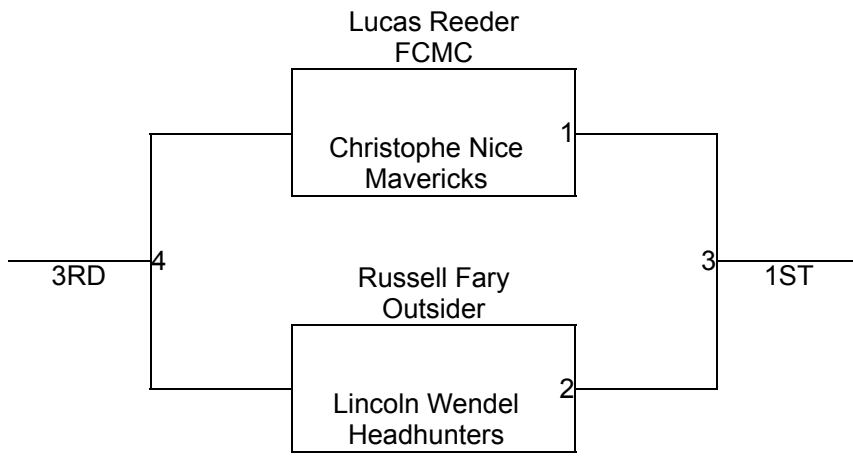 Lucas Reeder
FCMC
1
Christophe Nice
Mavericks
4
3RD
3
1ST
Russell Fary
Outsider
2
Lincoln Wendel
Headhunters